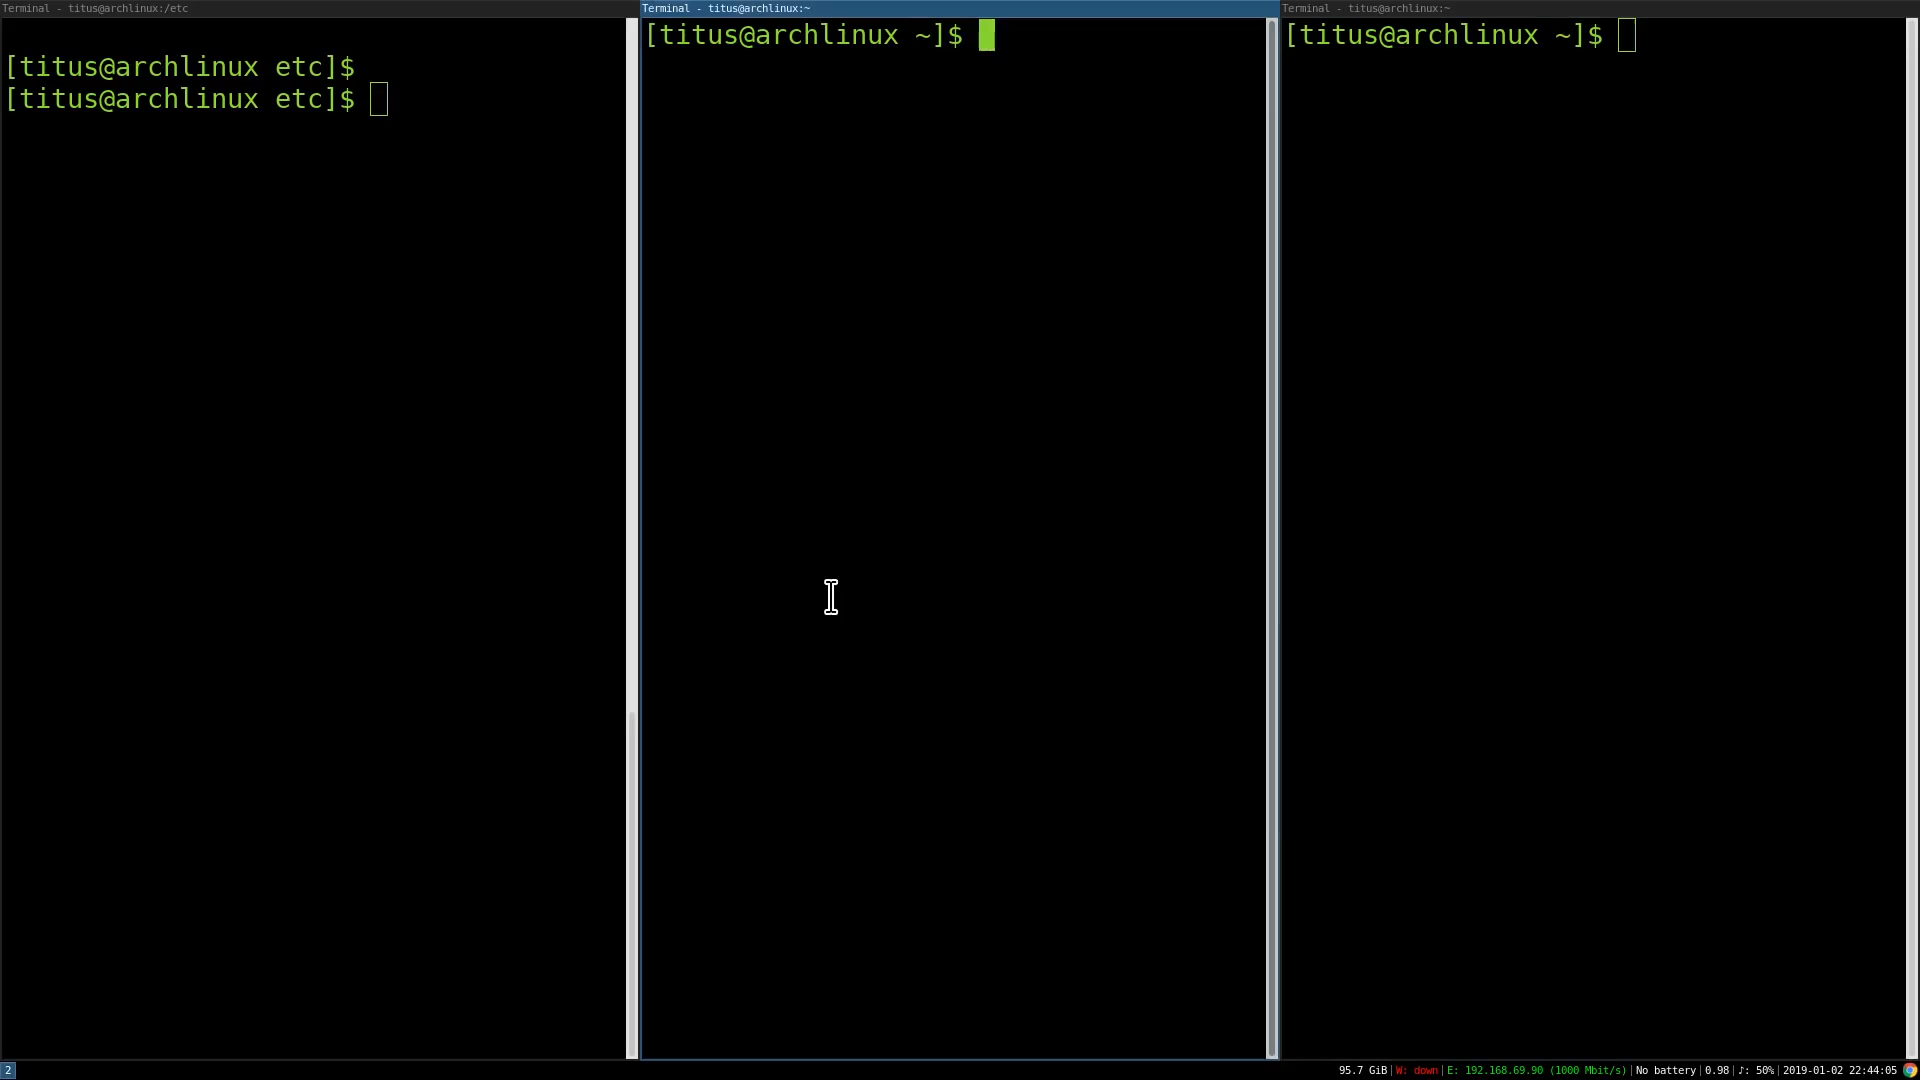 Terminal - titus@archlinux:/etc
[titus@archlinux etc]$
[titus@archlinux etc]$
Terminal - titus@archlinux:~
[titus@archlinux ~]$
Terminal - titus@archlinux:~
[titus@archlinux ~]$
2
95.7 GiB|W: down|E: 192.168.69.90 (1000 Mbit/s)|No battery|0.98|♪: 50%|2019-01-02 22:44:05